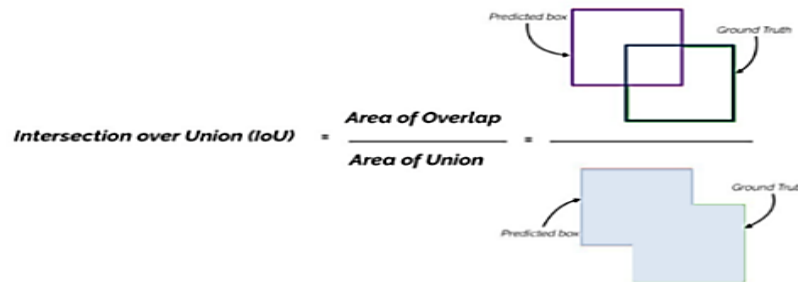 Predicted box
Ground Truth
Intersection over Union (IoU) = Area of Overlap
Area of Union
=
Ground Trut
Predicted box